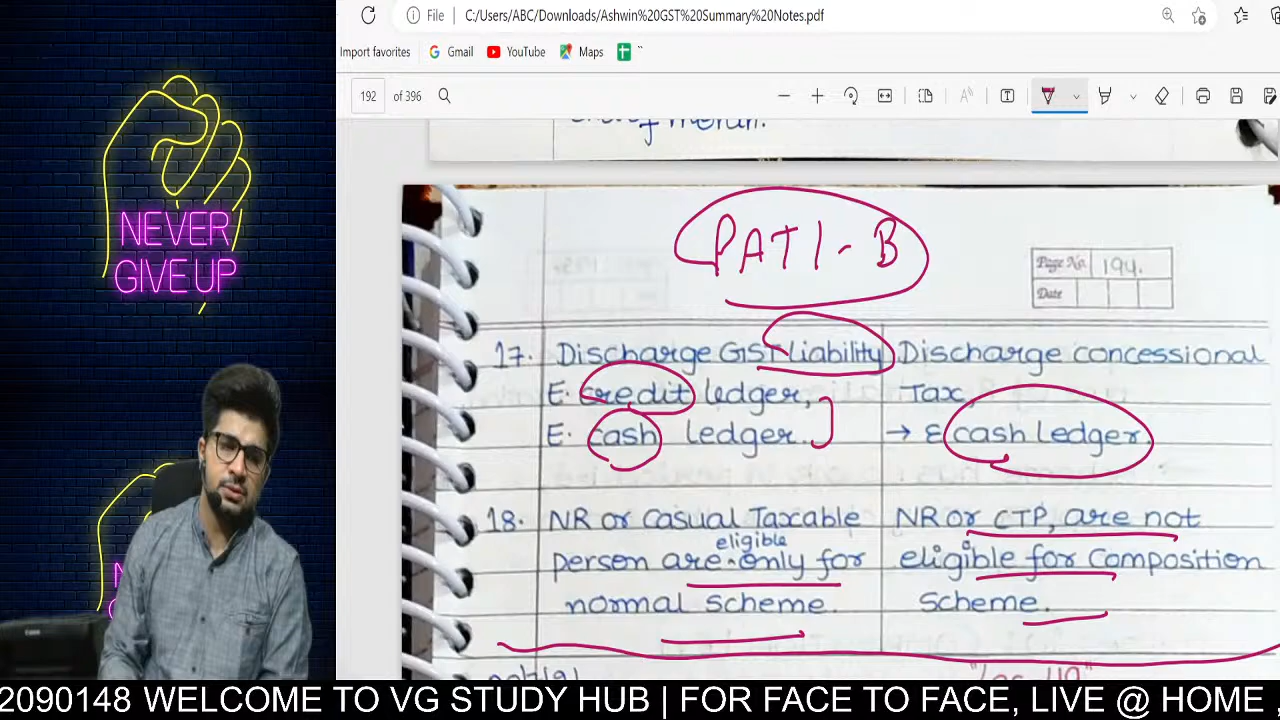 File C:/Users/ABC/Downloads/Ashwin%20GST%20Summary%20Notes.pdf
Import favorites Gmail YouTube Maps
192 of 396
NEVER
GIVE UP
PAT 1 - B
Page No. 194.
Date
17. Discharge GST liability Discharge concessional
E. credit ledger, Tax
E. cash ledger. → E cash ledger.
18. NR or Casual Taxable NR or CTP, are not
eligible
person are only for eligible for Composition
normal scheme. scheme.
2090148 WELCOME TO VG STUDY HUB | FOR FACE TO FACE, LIVE @ HOME